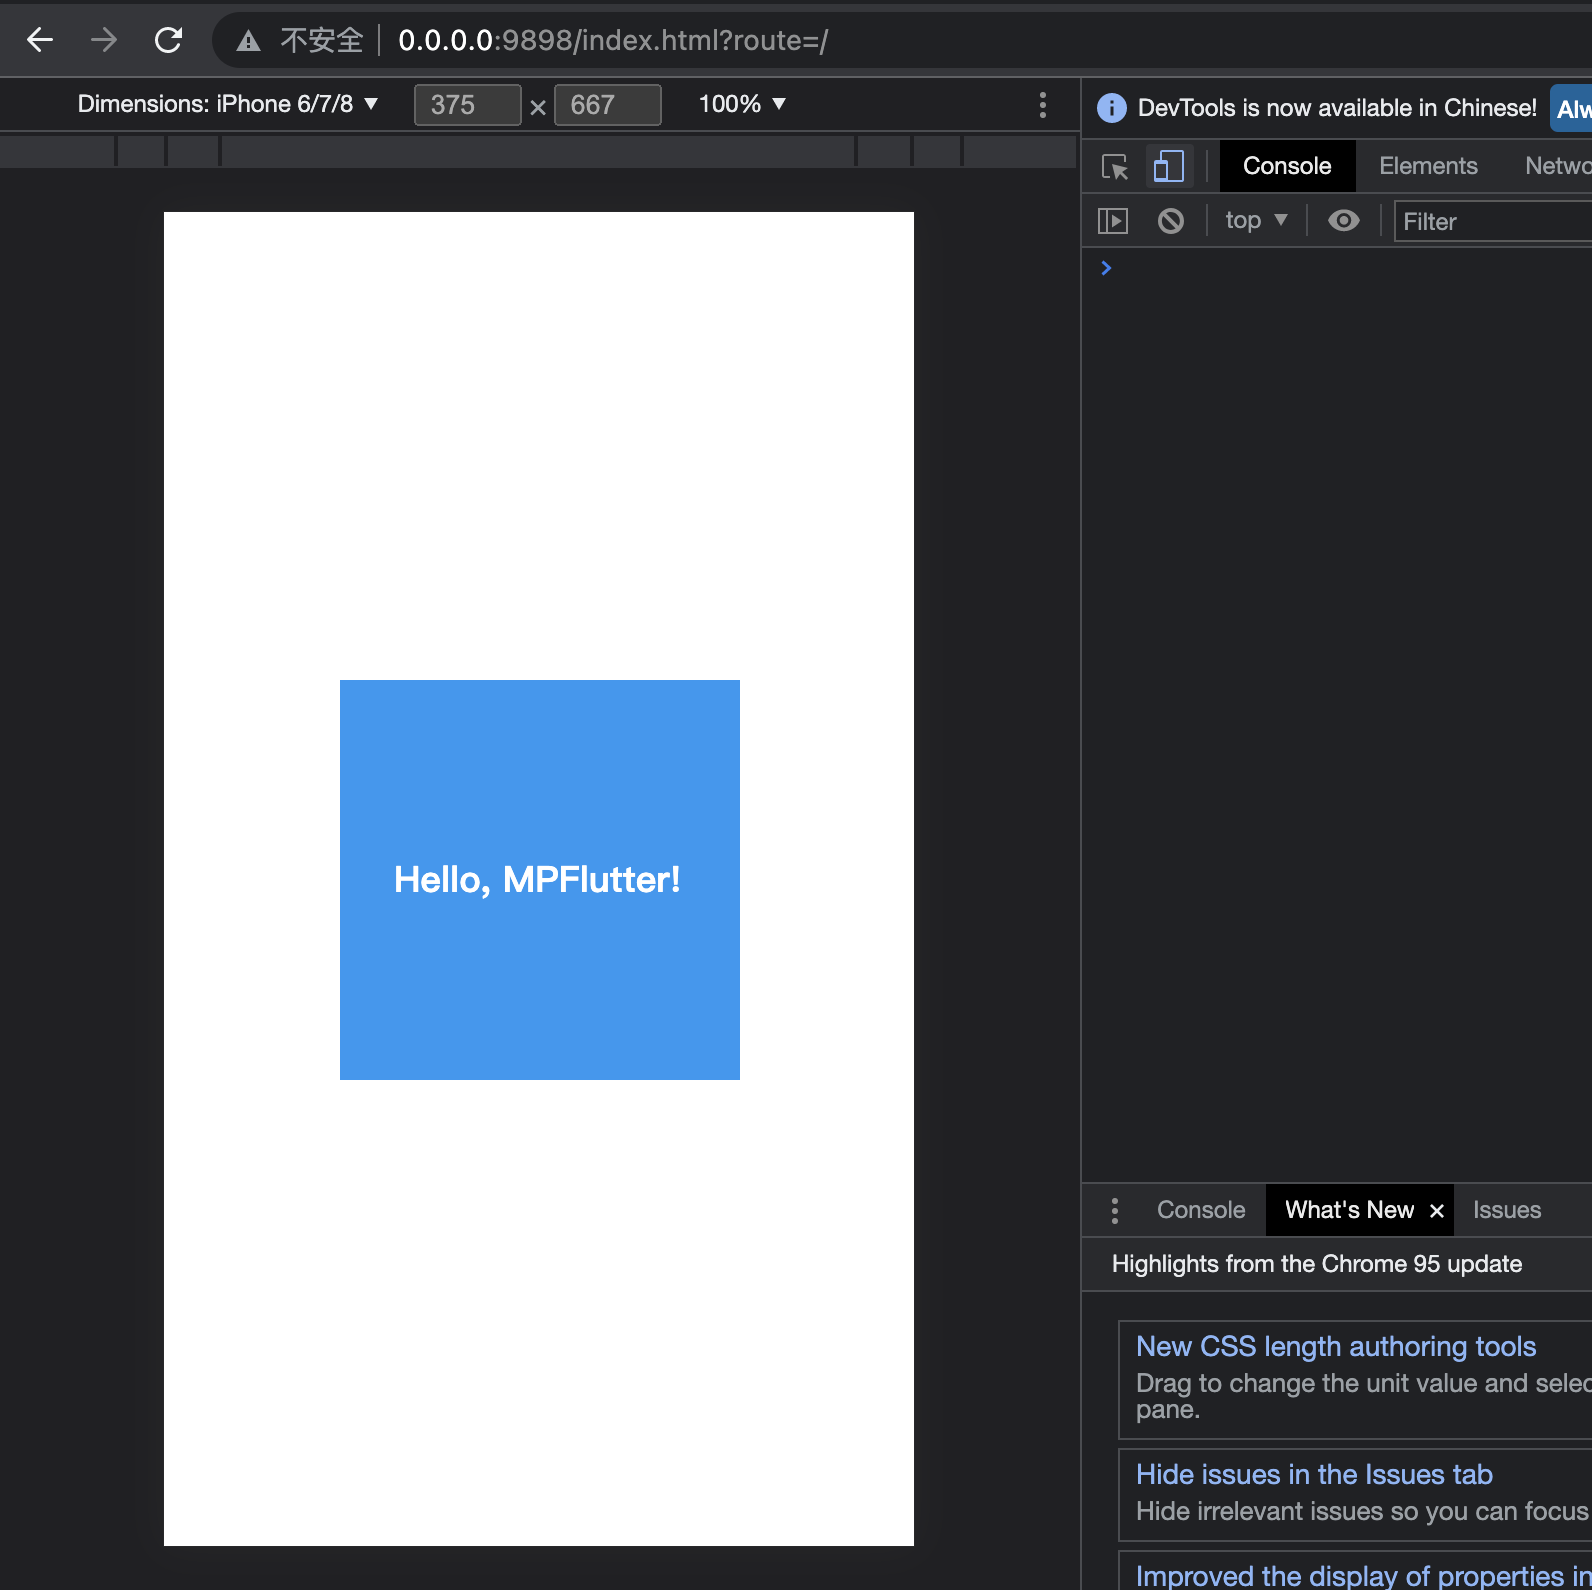 不安全 0.0.0.0:9898/index.html?route=/
Dimensions: iPhone 6/7/8 ▼ 375 × 667 100% ▼
Hello, MPFlutter!
DevTools is now available in Chinese!
Console Elements
top ▼ Filter
Console What's New × Issues
Highlights from the Chrome 95 update
New CSS length authoring tools
Drag to change the unit value and
pane.
Hide issues in the Issues tab
Hide irrelevant issues so you can focus
Improved the display of properties in